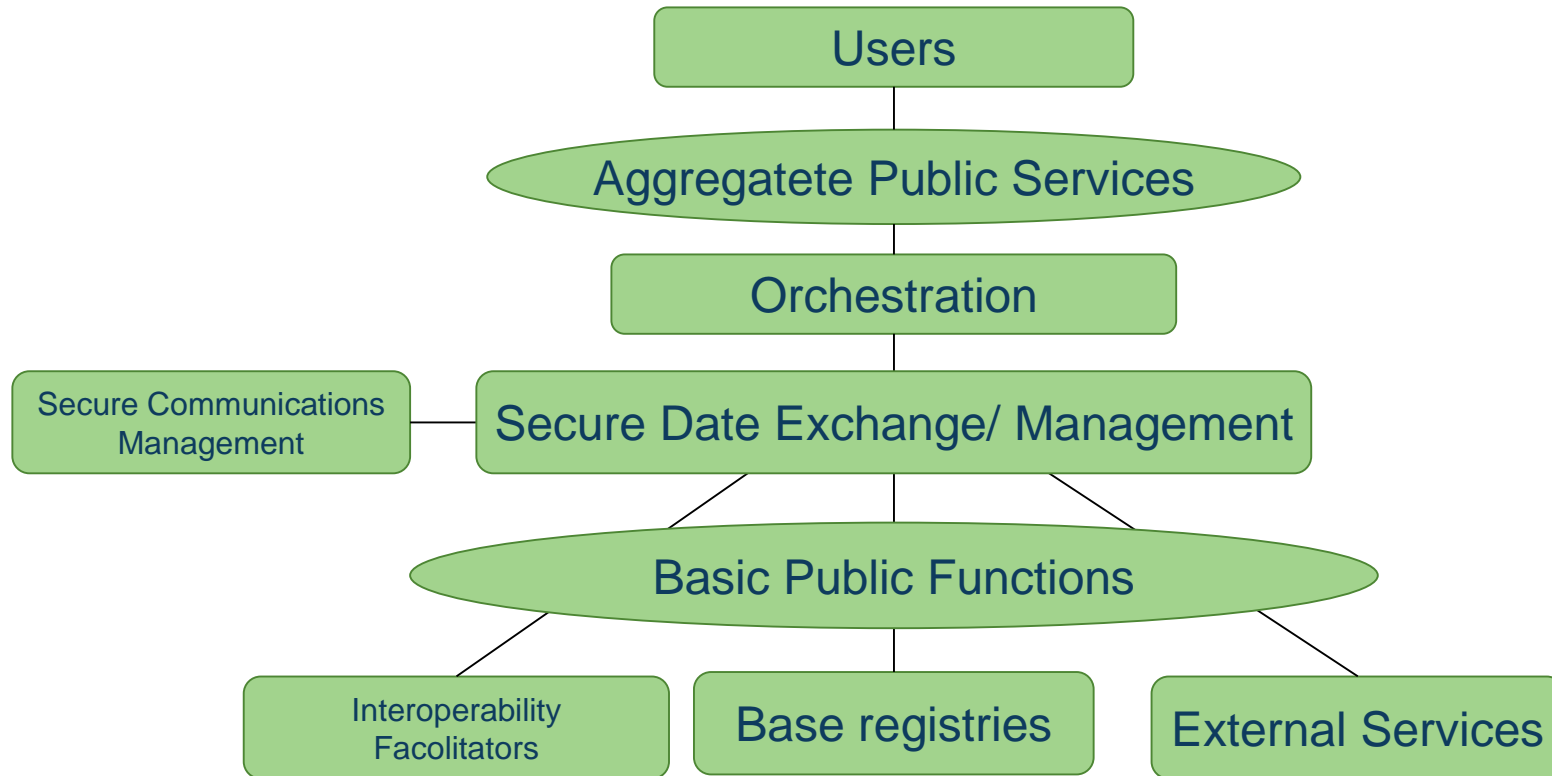 Users
Aggregatete Public Services
Orchestration
Secure Communications
Management
Secure Date Exchange/ Management
Basic Public Functions
Interoperability
Facolitators
Base registries
External Services